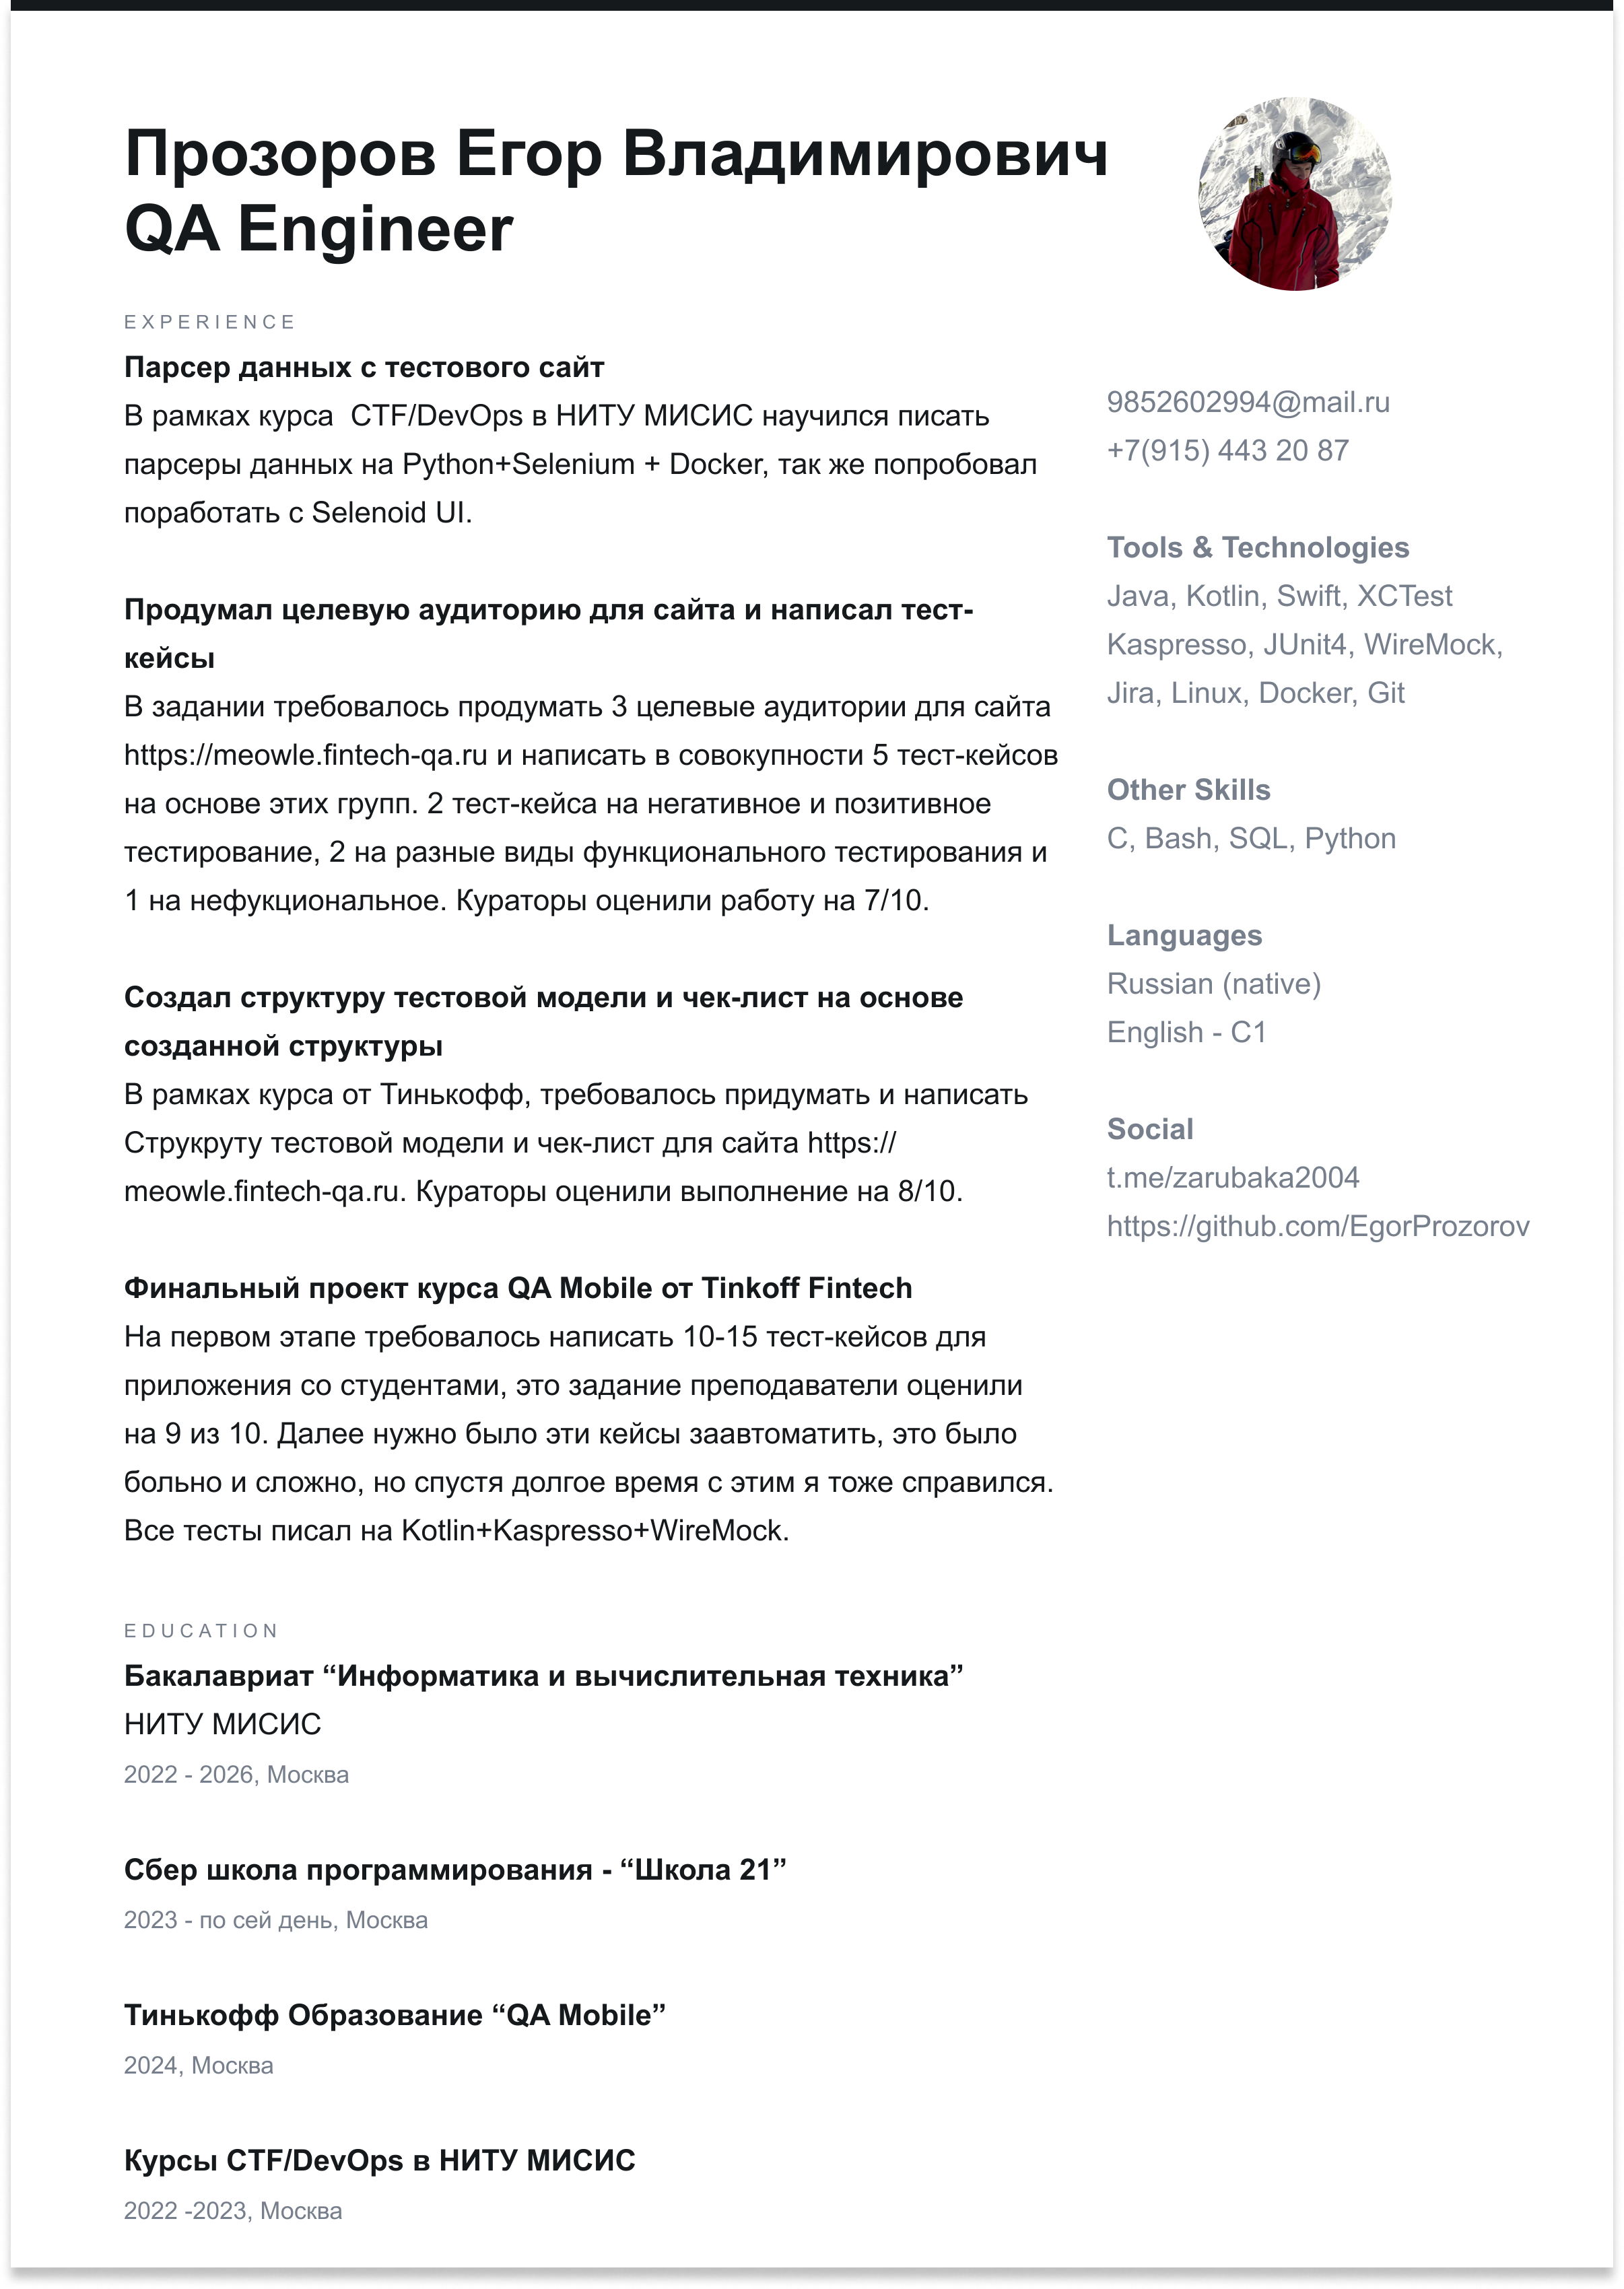 Прозоров Егор Владимирович
QA Engineer
EXPERIENCE
Парсер данных с тестового сайт
В рамках курса  CTF/DevOps в НИТУ МИСИС научился писать
парсеры данных на Python+Selenium + Docker, так же попробовал
поработать с Selenoid UI.
Продумал целевую аудиторию для сайта и написал тест-
кейсы
В задании требовалось продумать 3 целевые аудитории для сайта
https://meowle.fintech-qa.ru и написать в совокупности 5 тест-кейсов
на основе этих групп. 2 тест-кейса на негативное и позитивное
тестирование, 2 на разные виды функционального тестирования и
1 на нефукциональное. Кураторы оценили работу на 7/10.
Создал структуру тестовой модели и чек-лист на основе
созданной структуры
В рамках курса от Тинькофф, требовалось придумать и написать
Струкруту тестовой модели и чек-лист для сайта https://
meowle.fintech-qa.ru. Кураторы оценили выполнение на 8/10.
Финальный проект курса QA Mobile от Tinkoff Fintech
На первом этапе требовалось написать 10-15 тест-кейсов для
приложения со студентами, это задание преподаватели оценили
на 9 из 10. Далее нужно было эти кейсы заавтоматить, это было
больно и сложно, но спустя долгое время с этим я тоже справился.
Все тесты писал на Kotlin+Kaspresso+WireMock.
EDUCATION
Бакалавриат “Информатика и вычислительная техника”
НИТУ МИСИС
2022 - 2026, Москва
Сбер школа программирования - “Школа 21”
2023 - по сей день, Москва
Тинькофф Образование “QA Mobile”
2024, Москва
Курсы CTF/DevOps в НИТУ МИСИС
2022 -2023, Москва
9852602994@mail.ru
+7(915) 443 20 87
Tools & Technologies
Java, Kotlin, Swift, XCTest
Kaspresso, JUnit4, WireMock,
Jira, Linux, Docker, Git
Other Skills
C, Bash, SQL, Python
Languages
Russian (native)
English - C1
Social
t.me/zarubaka2004
https://github.com/EgorProzorov